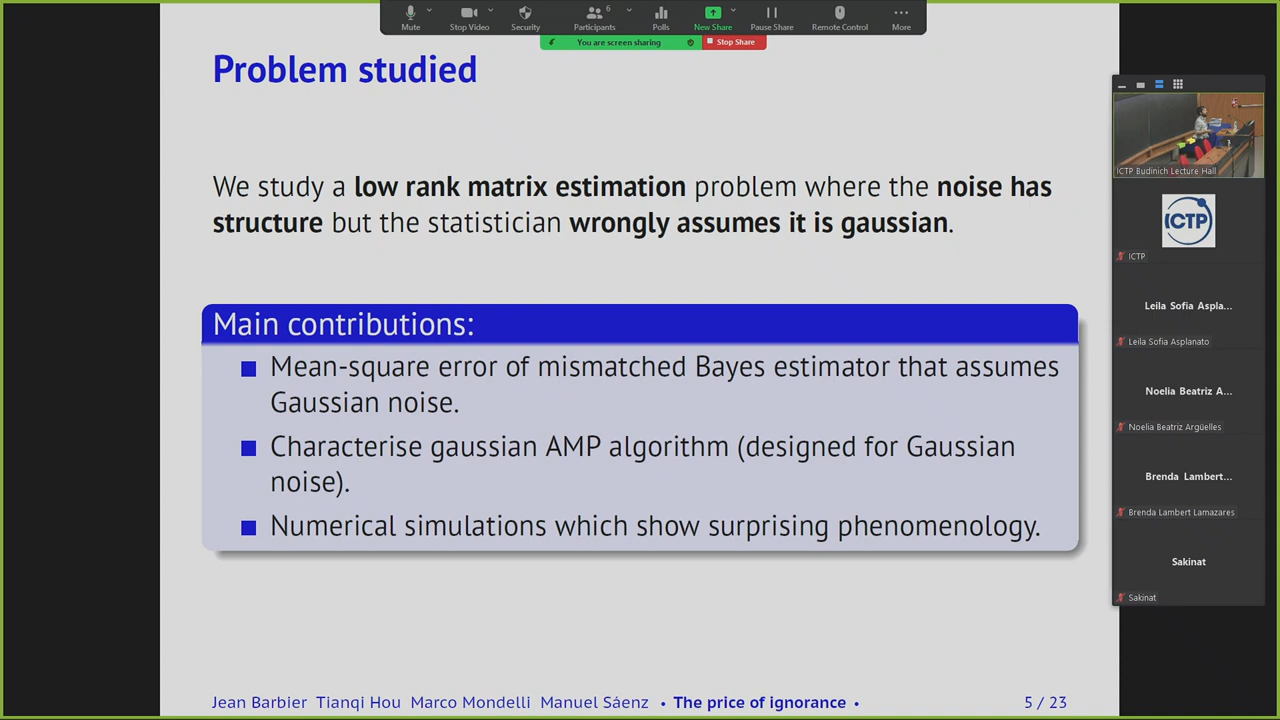 Mute
Stop Video
Security
Participants
6
Polls
New Share
Pause Share
Remote Control
More
You are screen sharing
Stop Share
Problem studied
We study a low rank matrix estimation problem where the noise has
structure but the statistician wrongly assumes it is gaussian.
Main contributions:
Mean-square error of mismatched Bayes estimator that assumes
Gaussian noise.
Characterise gaussian AMP algorithm (designed for Gaussian
noise).
Numerical simulations which show surprising phenomenology.
Jean Barbier Tianqi Hou Marco Mondelli Manuel Sáenz • The price of ignorance •
5 / 23
ICTP Budinich Lecture Hall
ICTP
ICTP
Leila Sofia Aspla...
Leila Sofia Asplanato
Noelia Beatriz A...
Noelia Beatriz Argüelles
Brenda Lambert...
Brenda Lambert Lamazares
Sakinat
Sakinat